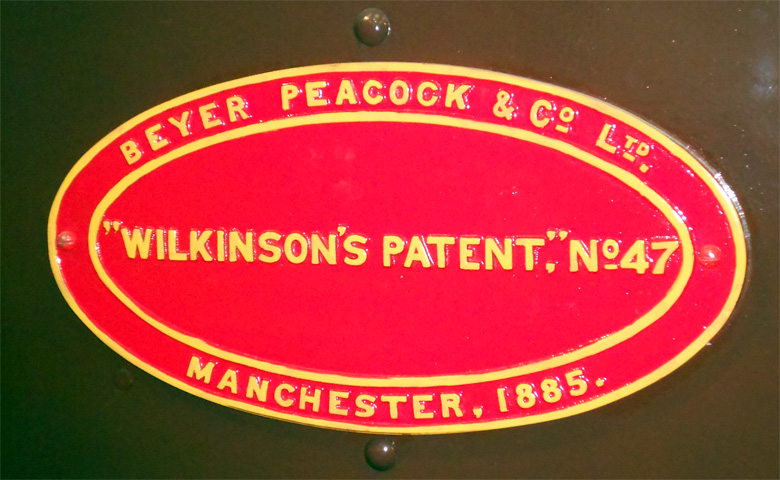 BEYER PEACOCK & Cº LTD.
"WILKINSON'S PATENT," Nº47
MANCHESTER, 1885.